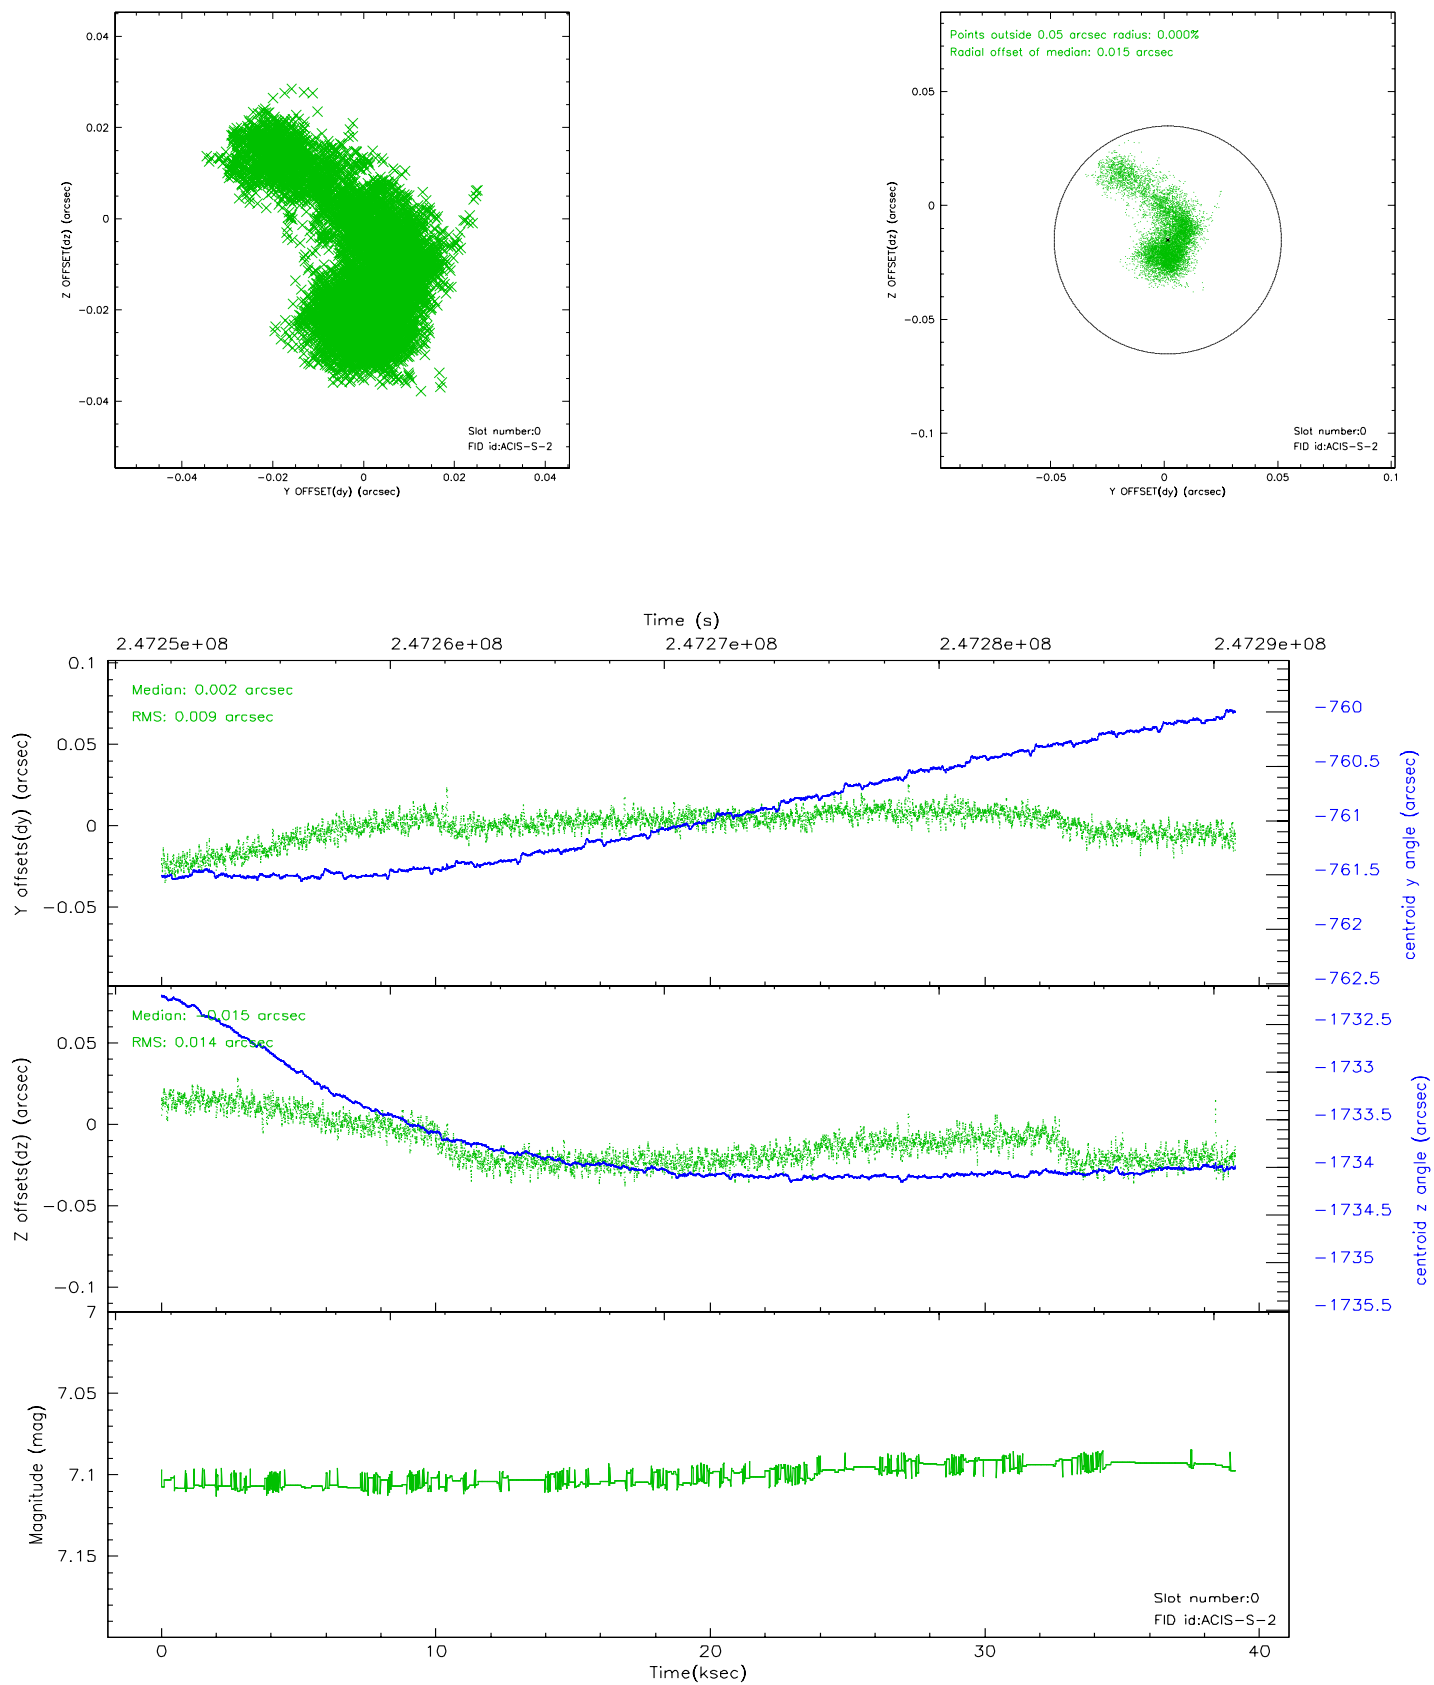 0.04
0.02
0
-0.02
-0.04
Z OFFSET(dz) (arcsec)
Slot number:0
FID id:ACIS-S-2
-0.04 -0.02 0 0.02 0.04
Y OFFSET(dy) (arcsec)
Points outside 0.05 arcsec radius: 0.000%
Radial offset of median: 0.015 arcsec
0.05
0
-0.05
-0.1
Z OFFSET(dz) (arcsec)
Slot number:0
FID id:ACIS-S-2
-0.05 0 0.05 0.1
Y OFFSET(dy) (arcsec)
Time (s)
2.4725e+08 2.4726e+08 2.4727e+08 2.4728e+08 2.4729e+08
Median: 0.002 arcsec
RMS: 0.009 arcsec
0.1
0.05
0
-0.05
Y offsets(dy) (arcsec)
-760
-760.5
-761
-761.5
-762
-762.5
centroid y angle (arcsec)
Median: -0.015 arcsec
RMS: 0.014 arcsec
0.05
0
-0.05
-0.1
Z offsets(dz) (arcsec)
-1732.5
-1733
-1733.5
-1734
-1734.5
-1735
-1735.5
centroid z angle (arcsec)
7
7.05
7.1
7.15
Magnitude (mag)
Slot number:0
FID id:ACIS-S-2
0 10 20 30 40
Time(ksec)